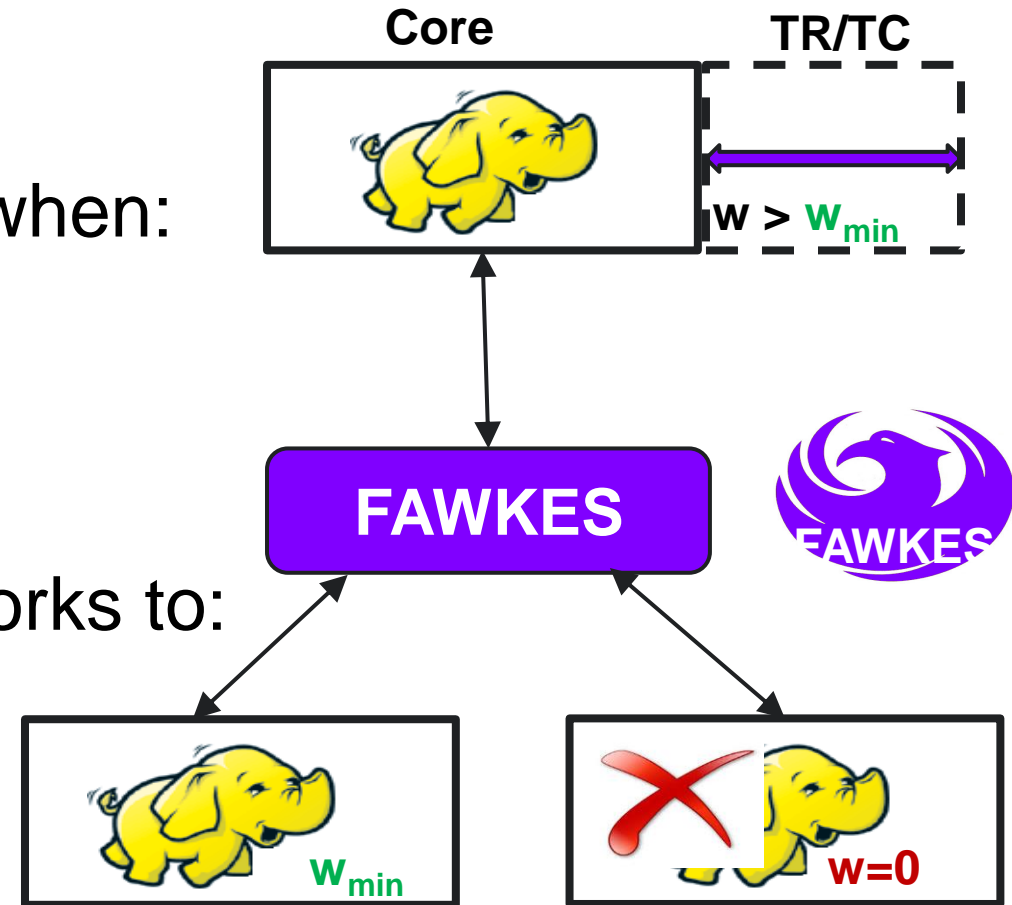 Core
TR/TC
when:
w > wmin
FAWKES
FAWKES
orks to:
wmin
w=0